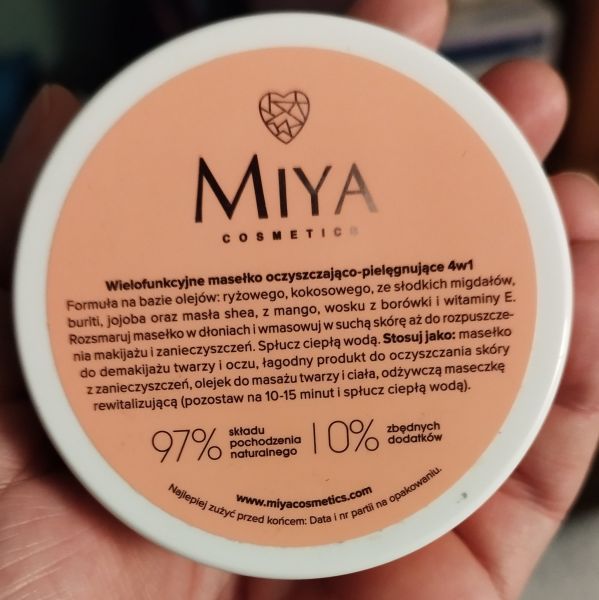 MIYA
COSMETICS
Wielofunkcyjne masełko oczyszczająco-pielęgnujące 4w1
Formuła na bazie olejów: ryżowego, kokosowego, ze słodkich migdałów,
buriti, jojoba oraz masła shea, z mango, wosku z borówki i witaminy E.
Rozsmaruj masełko w dłoniach i wmasowuj w suchą skórę aż do rozpuszcze-
nia makijażu i zanieczyszczeń. Spłucz ciepłą wodą. Stosuj jako: masełko
do demakijażu twarzy i oczu, łagodny produkt do oczyszczania skóry
z zanieczyszczeń, olejek do masażu twarzy i ciała, odżywczą maseczkę
rewitalizującą (pozostaw na 10-15 minut i spłucz ciepłą wodą).
97% składu pochodzenia naturalnego | 0% zbędnych dodatków
www.miyacosmetics.com
Najlepiej zużyć przed końcem: Data i nr partii na opakowaniu.